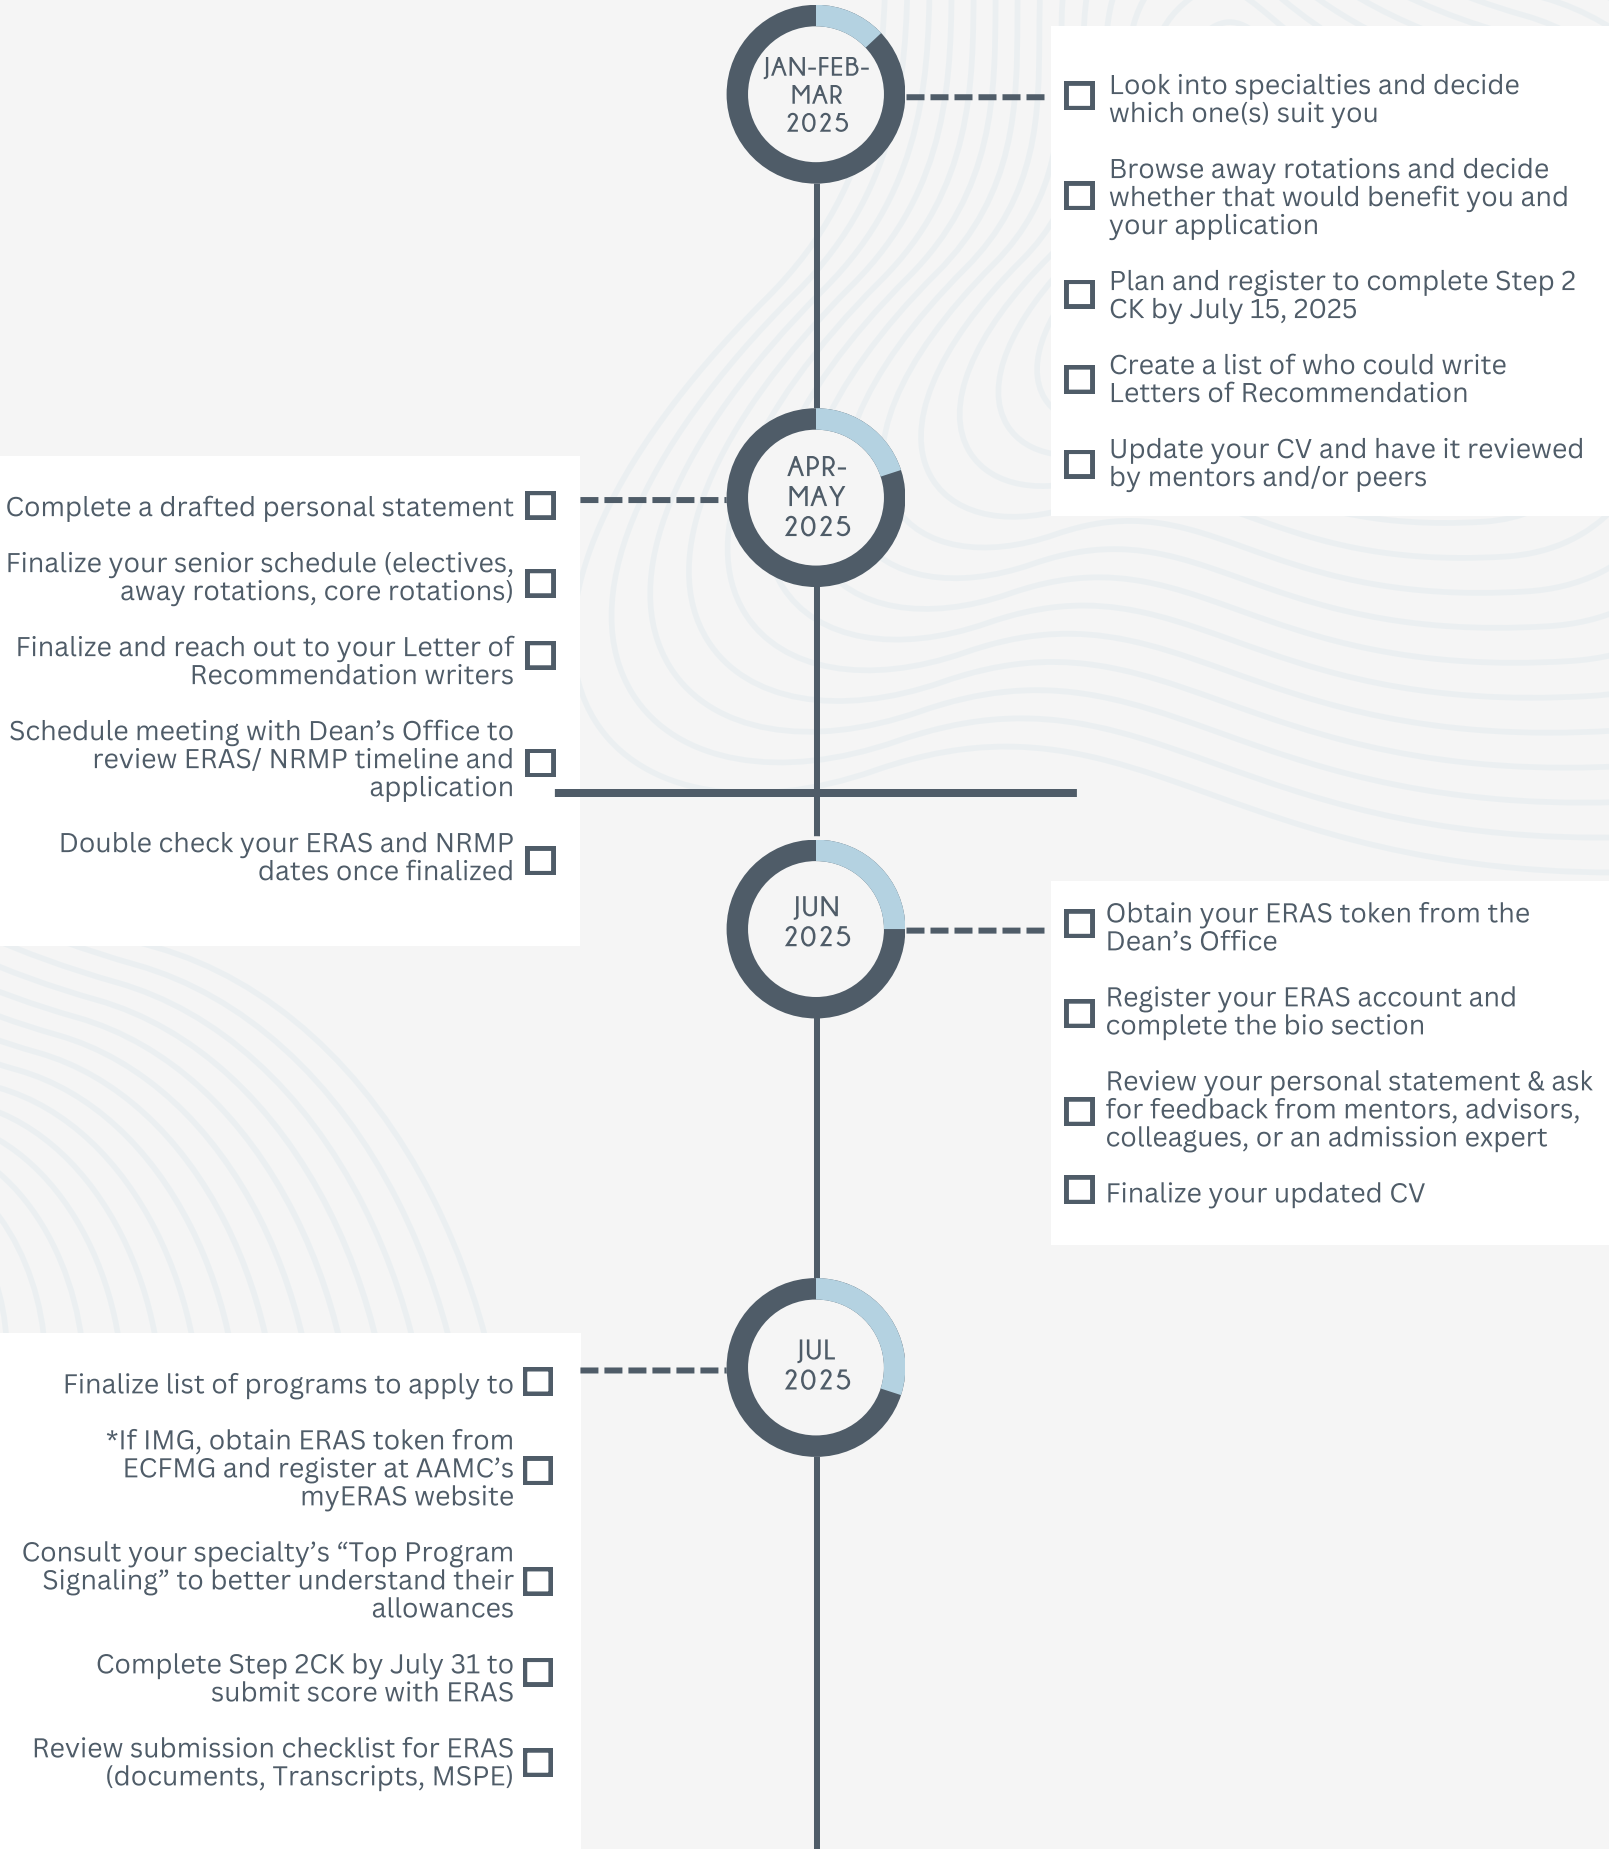 JAN-FEB-
MAR
2025
Look into specialties and decide
which one(s) suit you
Browse away rotations and decide
whether that would benefit you and
your application
Plan and register to complete Step 2
CK by July 15, 2025
Create a list of who could write
Letters of Recommendation
Update your CV and have it reviewed
by mentors and/or peers
APR-
MAY
2025
Complete a drafted personal statement
Finalize your senior schedule (electives,
away rotations, core rotations)
Finalize and reach out to your Letter of
Recommendation writers
Schedule meeting with Dean’s Office to
review ERAS/ NRMP timeline and
application
Double check your ERAS and NRMP
dates once finalized
JUN
2025
Obtain your ERAS token from the
Dean’s Office
Register your ERAS account and
complete the bio section
Review your personal statement & ask
for feedback from mentors, advisors,
colleagues, or an admission expert
Finalize your updated CV
JUL
2025
Finalize list of programs to apply to
*If IMG, obtain ERAS token from
ECFMG and register at AAMC’s
myERAS website
Consult your specialty’s “Top Program
Signaling” to better understand their
allowances
Complete Step 2CK by July 31 to
submit score with ERAS
Review submission checklist for ERAS
(documents, Transcripts, MSPE)